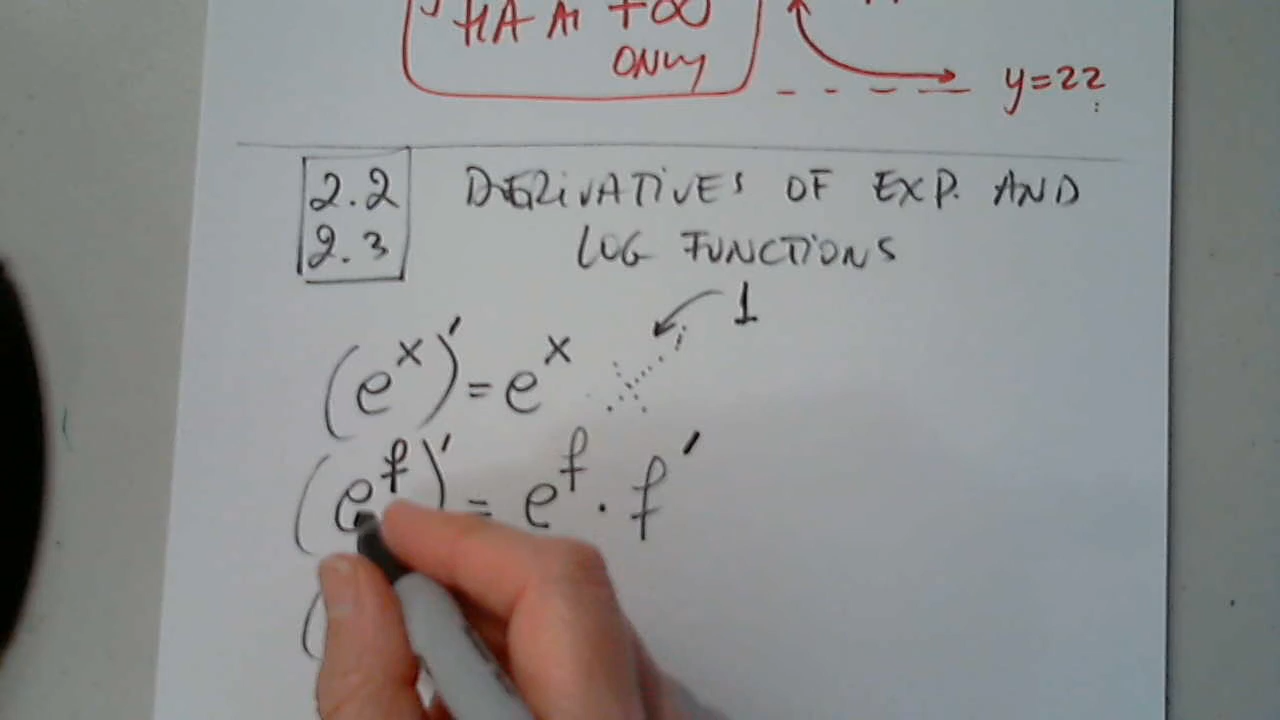 HA AT +∞
ONLY
y=22
2.2 DERIVATIVES OF EXP. AND
2.3 LOG FUNCTIONS
1
(e^x)' = e^x
(e^f)' = e^f · f'
(